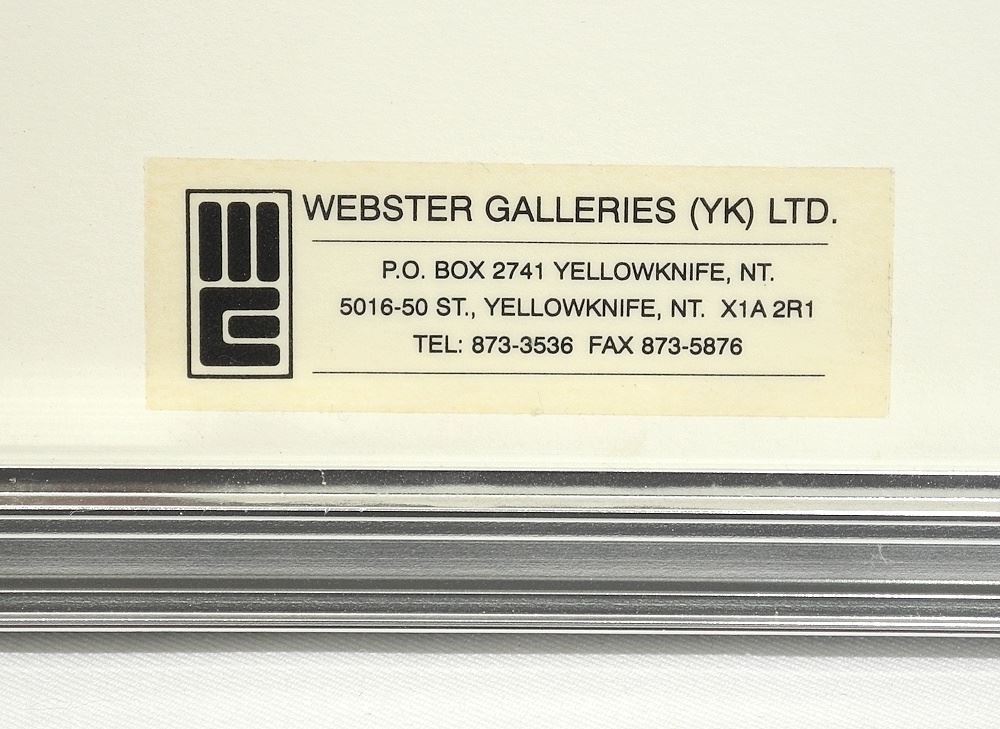 WEBSTER GALLERIES (YK) LTD.
P.O. BOX 2741 YELLOWKNIFE, NT.
5016-50 ST., YELLOWKNIFE, NT. X1A 2R1
TEL: 873-3536 FAX 873-5876